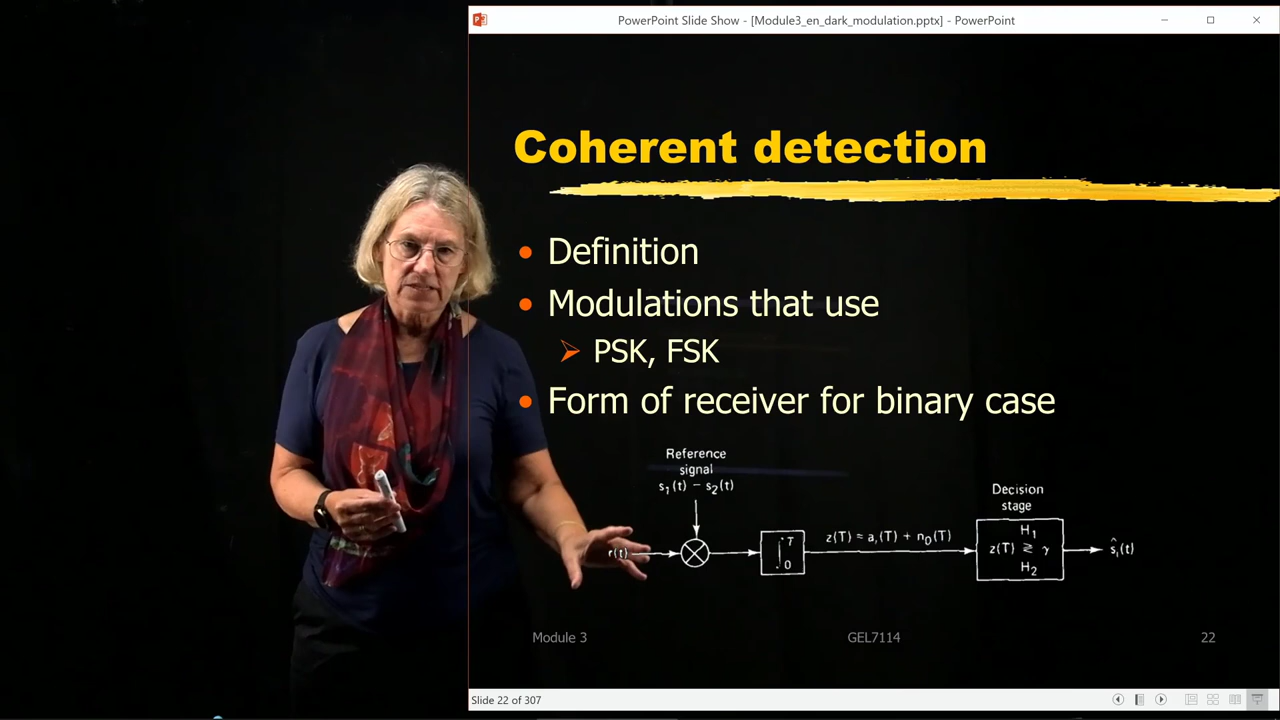 PowerPoint Slide Show - [Module3_en_dark_modulation.pptx] - PowerPoint
Coherent detection
• Definition
• Modulations that use
➢ PSK, FSK
• Form of receiver for binary case
Reference
signal
s₁(t) − s₂(t)
r(t)
∫₀ᵀ
z(T) = aᵢ(T) + n₀(T)
Decision
stage
H₁
z(T) ≷ γ
H₂
ŝᵢ(t)
Module 3
GEL7114
22
Slide 22 of 307